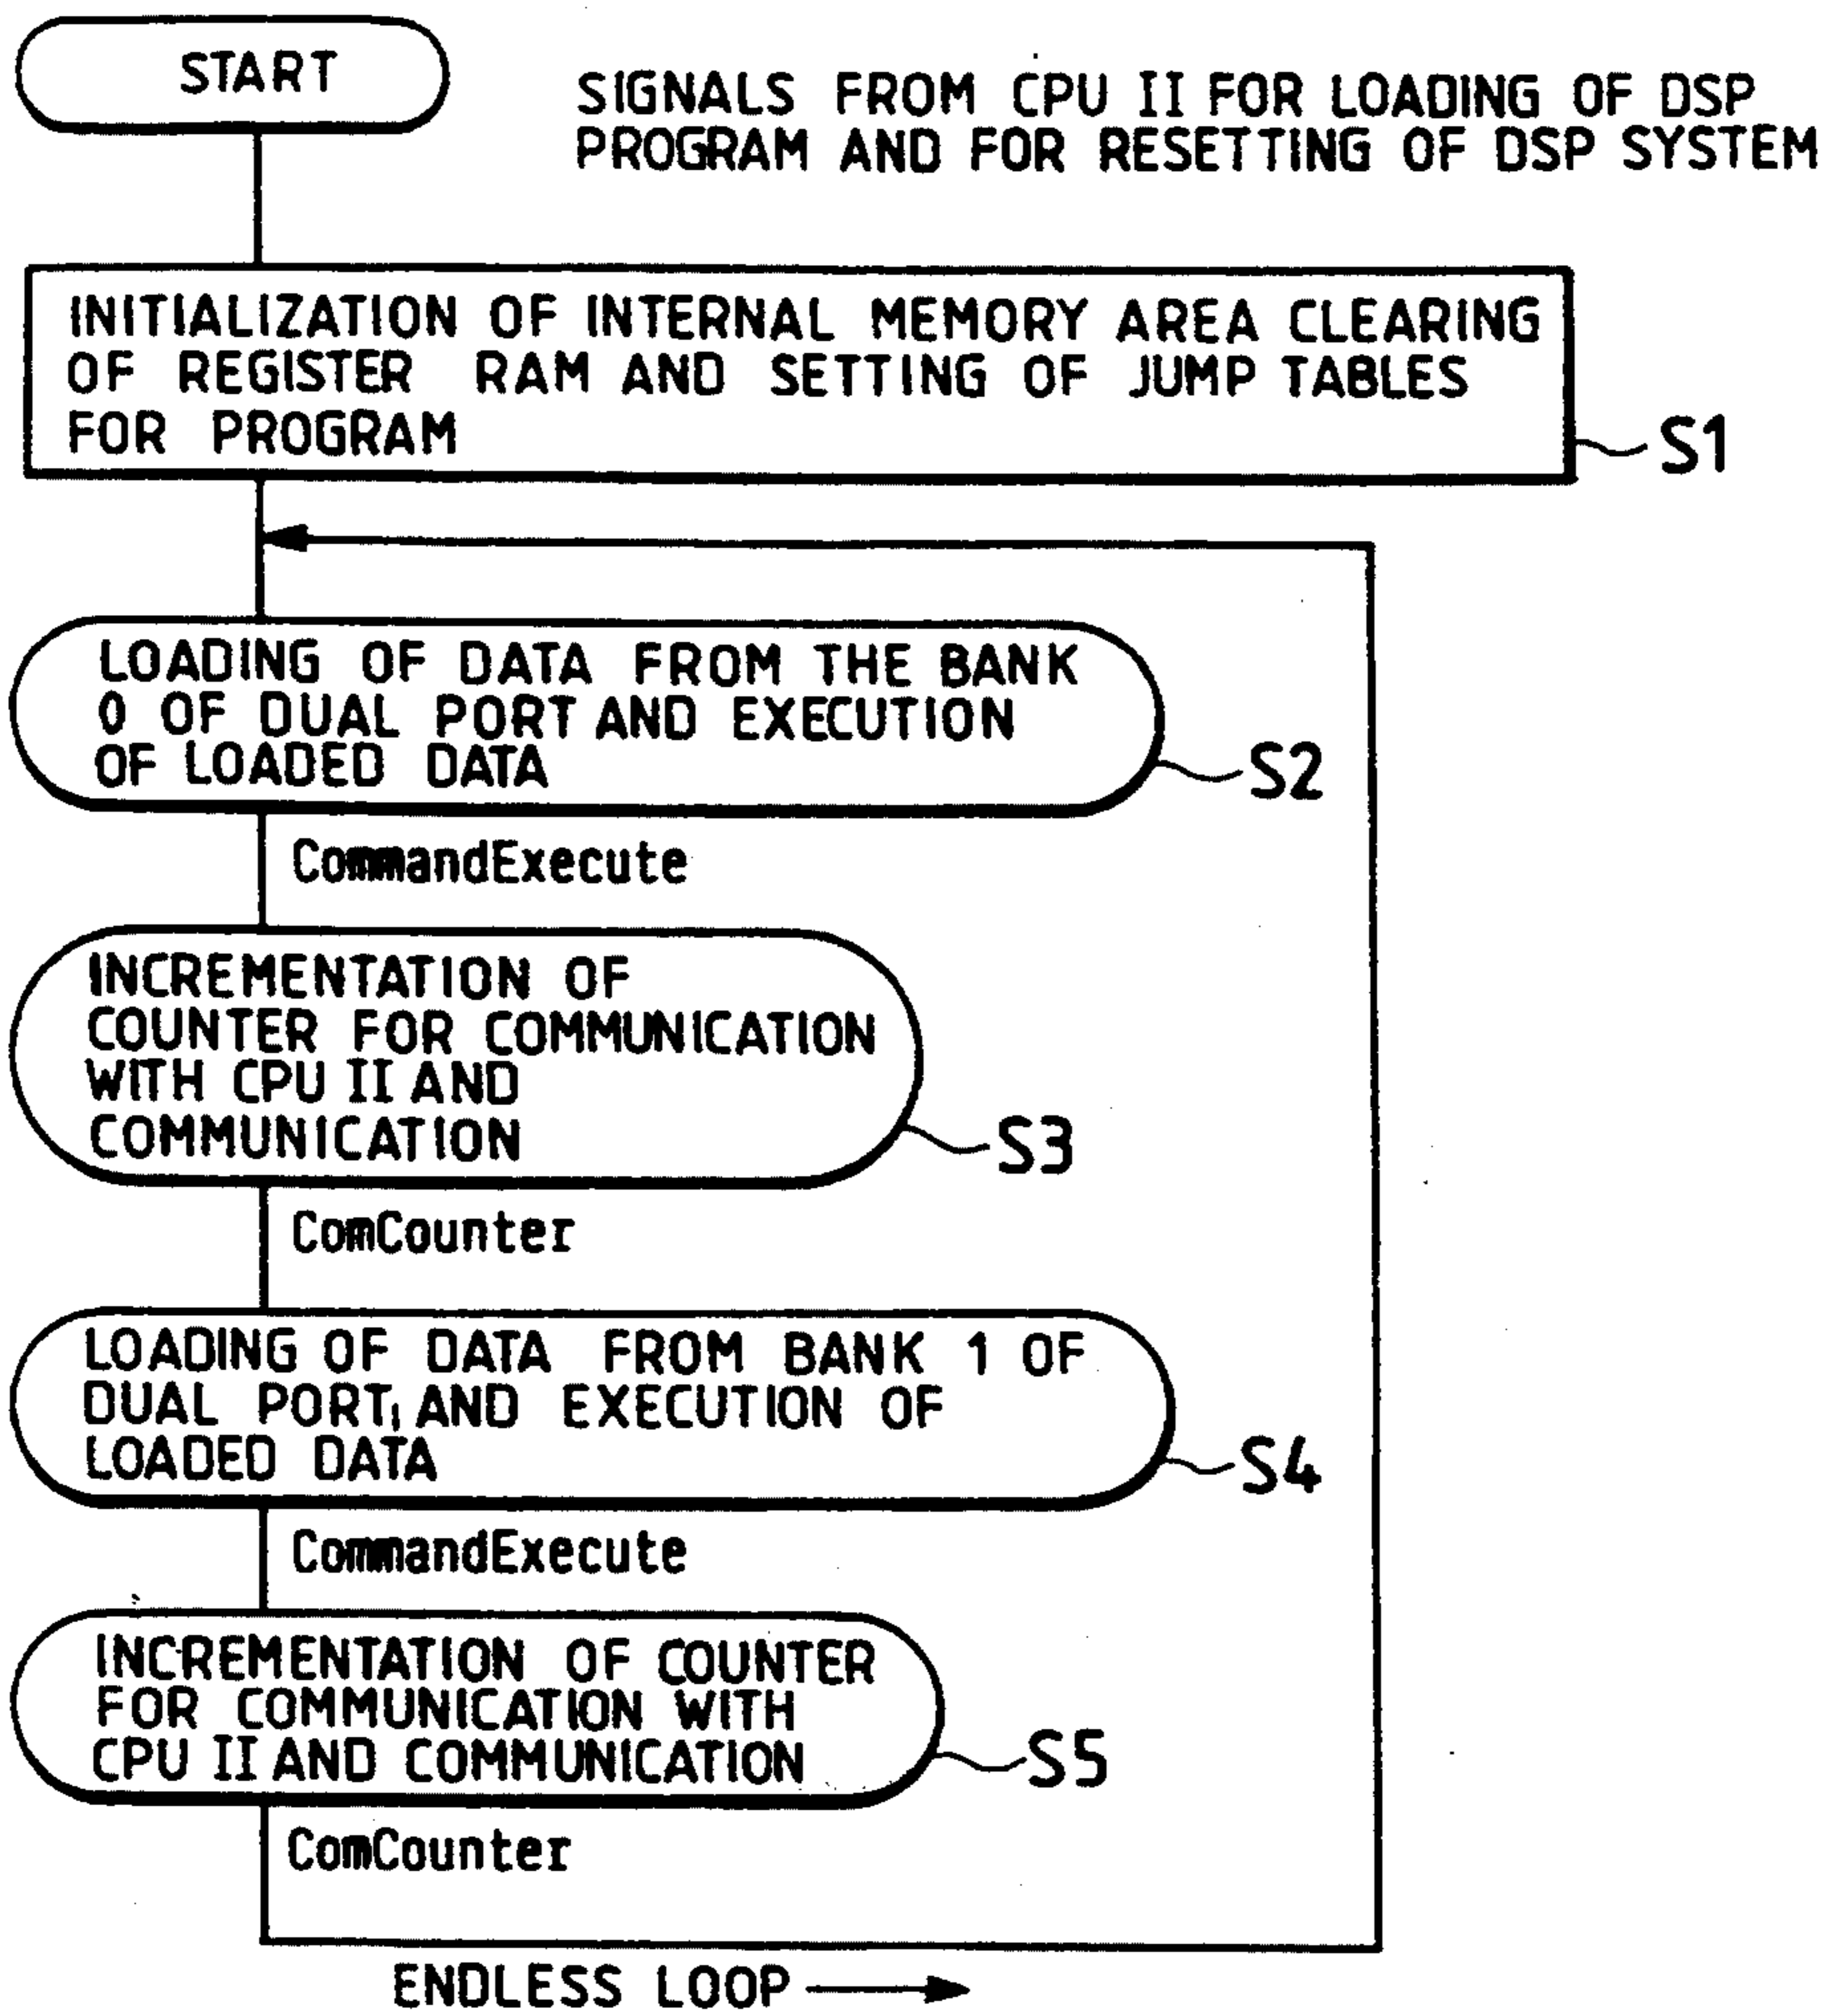 START
SIGNALS FROM CPU II FOR LOADING OF DSP
PROGRAM AND FOR RESETTING OF DSP SYSTEM
INITIALIZATION OF INTERNAL MEMORY AREA CLEARING
OF REGISTER RAM AND SETTING OF JUMP TABLES
FOR PROGRAM
S1
LOADING OF DATA FROM THE BANK
0 OF DUAL PORT AND EXECUTION
OF LOADED DATA
S2
CommandExecute
INCREMENTATION OF
COUNTER FOR COMMUNICATION
WITH CPU II AND
COMMUNICATION
S3
ComCounter
LOADING OF DATA FROM BANK 1 OF
DUAL PORT, AND EXECUTION OF
LOADED DATA
S4
CommandExecute
INCREMENTATION OF COUNTER
FOR COMMUNICATION WITH
CPU II AND COMMUNICATION
S5
ComCounter
ENDLESS LOOP